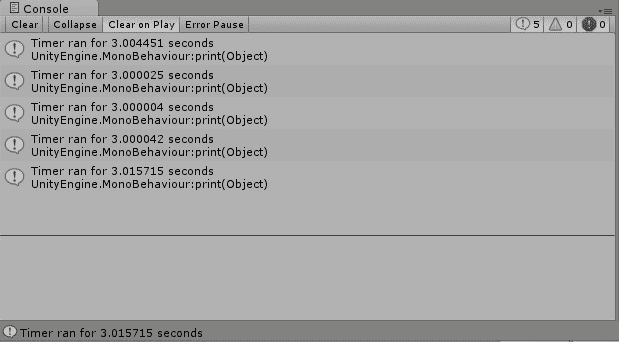 Console
Clear Collapse Clear on Play Error Pause 5 0 0
Timer ran for 3.004451 seconds
UnityEngine.MonoBehaviour:print(Object)
Timer ran for 3.000025 seconds
UnityEngine.MonoBehaviour:print(Object)
Timer ran for 3.000004 seconds
UnityEngine.MonoBehaviour:print(Object)
Timer ran for 3.000042 seconds
UnityEngine.MonoBehaviour:print(Object)
Timer ran for 3.015715 seconds
UnityEngine.MonoBehaviour:print(Object)
Timer ran for 3.015715 seconds